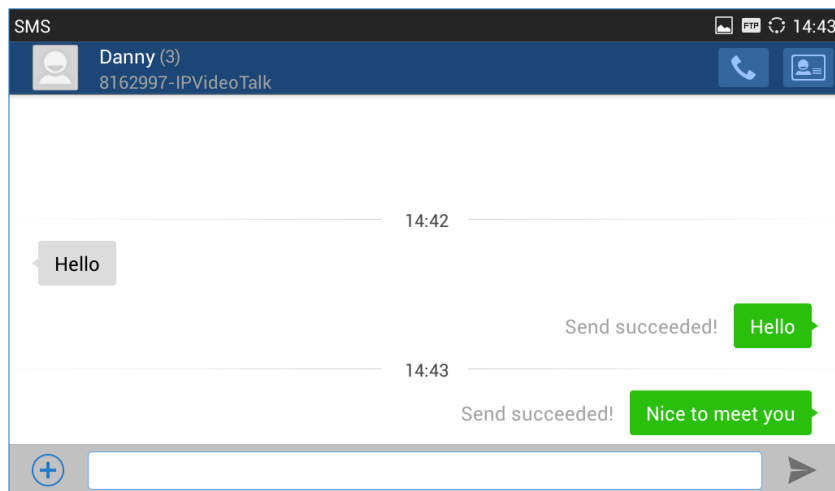 SMS FTP 14:43
Danny (3)
8162997-IPVideoTalk
14:42
Hello
Send succeeded! Hello
14:43
Send succeeded! Nice to meet you